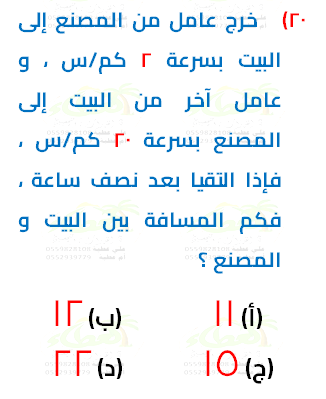 ٢٠) خرج عامل من المصنع إلى
البيت بسرعة ٢ كم/س ، و
عامل آخر من البيت إلى
المصنع بسرعة ٢٠ كم/س ،
فإذا التقيا بعد نصف ساعة ،
فكم المسافة بين البيت و
المصنع ؟
(أ) ١١ (ب) ١٢
(ج) ١٥ (د) ٢٢